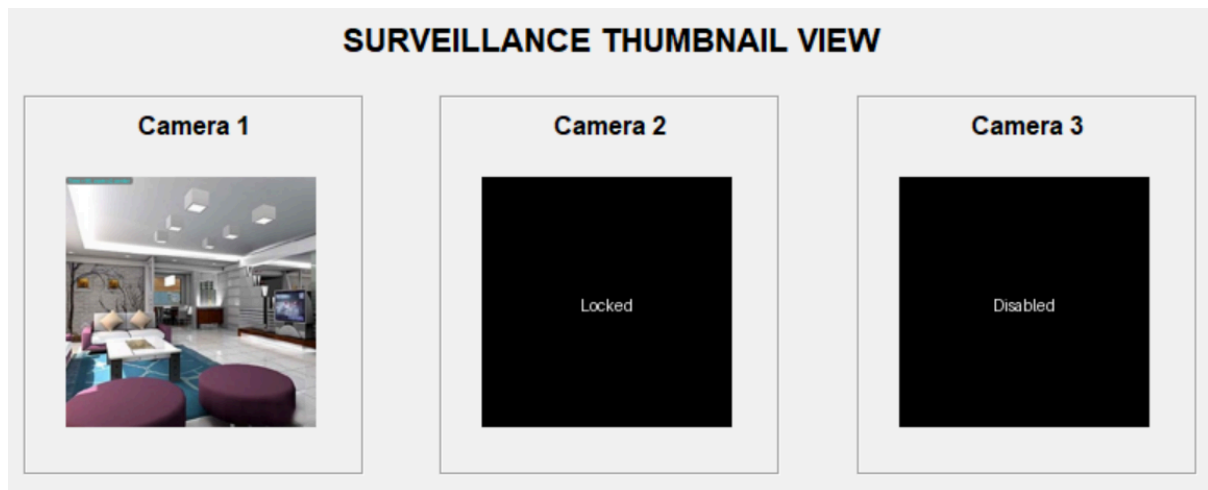 SURVEILLANCE THUMBNAIL VIEW
Camera 1
Camera 2
Camera 3
Locked
Disabled